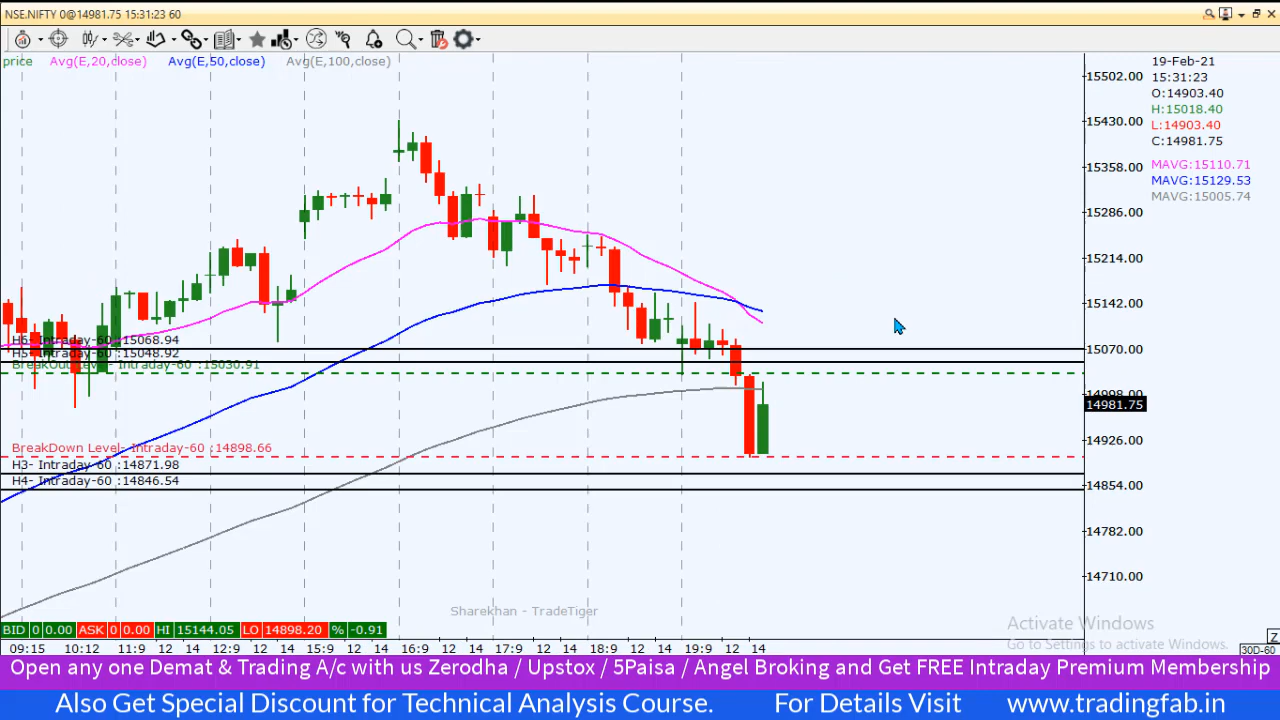 NSE.NIFTY 0@14981.75 15:31:23 60
price Avg(E,20,close) Avg(E,50,close) Avg(E,100,close)
19-Feb-21
15:31:23
O:14903.40
H:15018.40
L:14903.40
C:14981.75
MAVG:15110.71
MAVG:15129.53
MAVG:15005.74
15502.00
15430.00
15358.00
15286.00
15214.00
15142.00
15070.00
14998.00
14981.75
14926.00
14854.00
14782.00
14710.00
H6- Intraday-60 :15068.94
H5- Intraday-60 :15048.92
BreakOut Level- Intraday-60 :15030.91
BreakDown Level- Intraday-60 :14898.66
H3- Intraday-60 :14871.98
H4- Intraday-60 :14846.54
Sharekhan - TradeTiger
Activate Windows
Go to Settings to activate Windows.
BID 0 0.00 ASK 0 0.00 HI 15144.05 LO 14898.20 % -0.91
Z
09:15 10:12 11:9 12 14 12:9 12 14 15:9 12 14 16:9 12 14 17:9 12 14 18:9 12 14 19:9 12 14
30D-60
Open any one Demat & Trading A/c with us Zerodha / Upstox / 5Paisa / Angel Broking and Get FREE Intraday Premium Membership
Also Get Special Discount for Technical Analysis Course. For Details Visit www.tradingfab.in